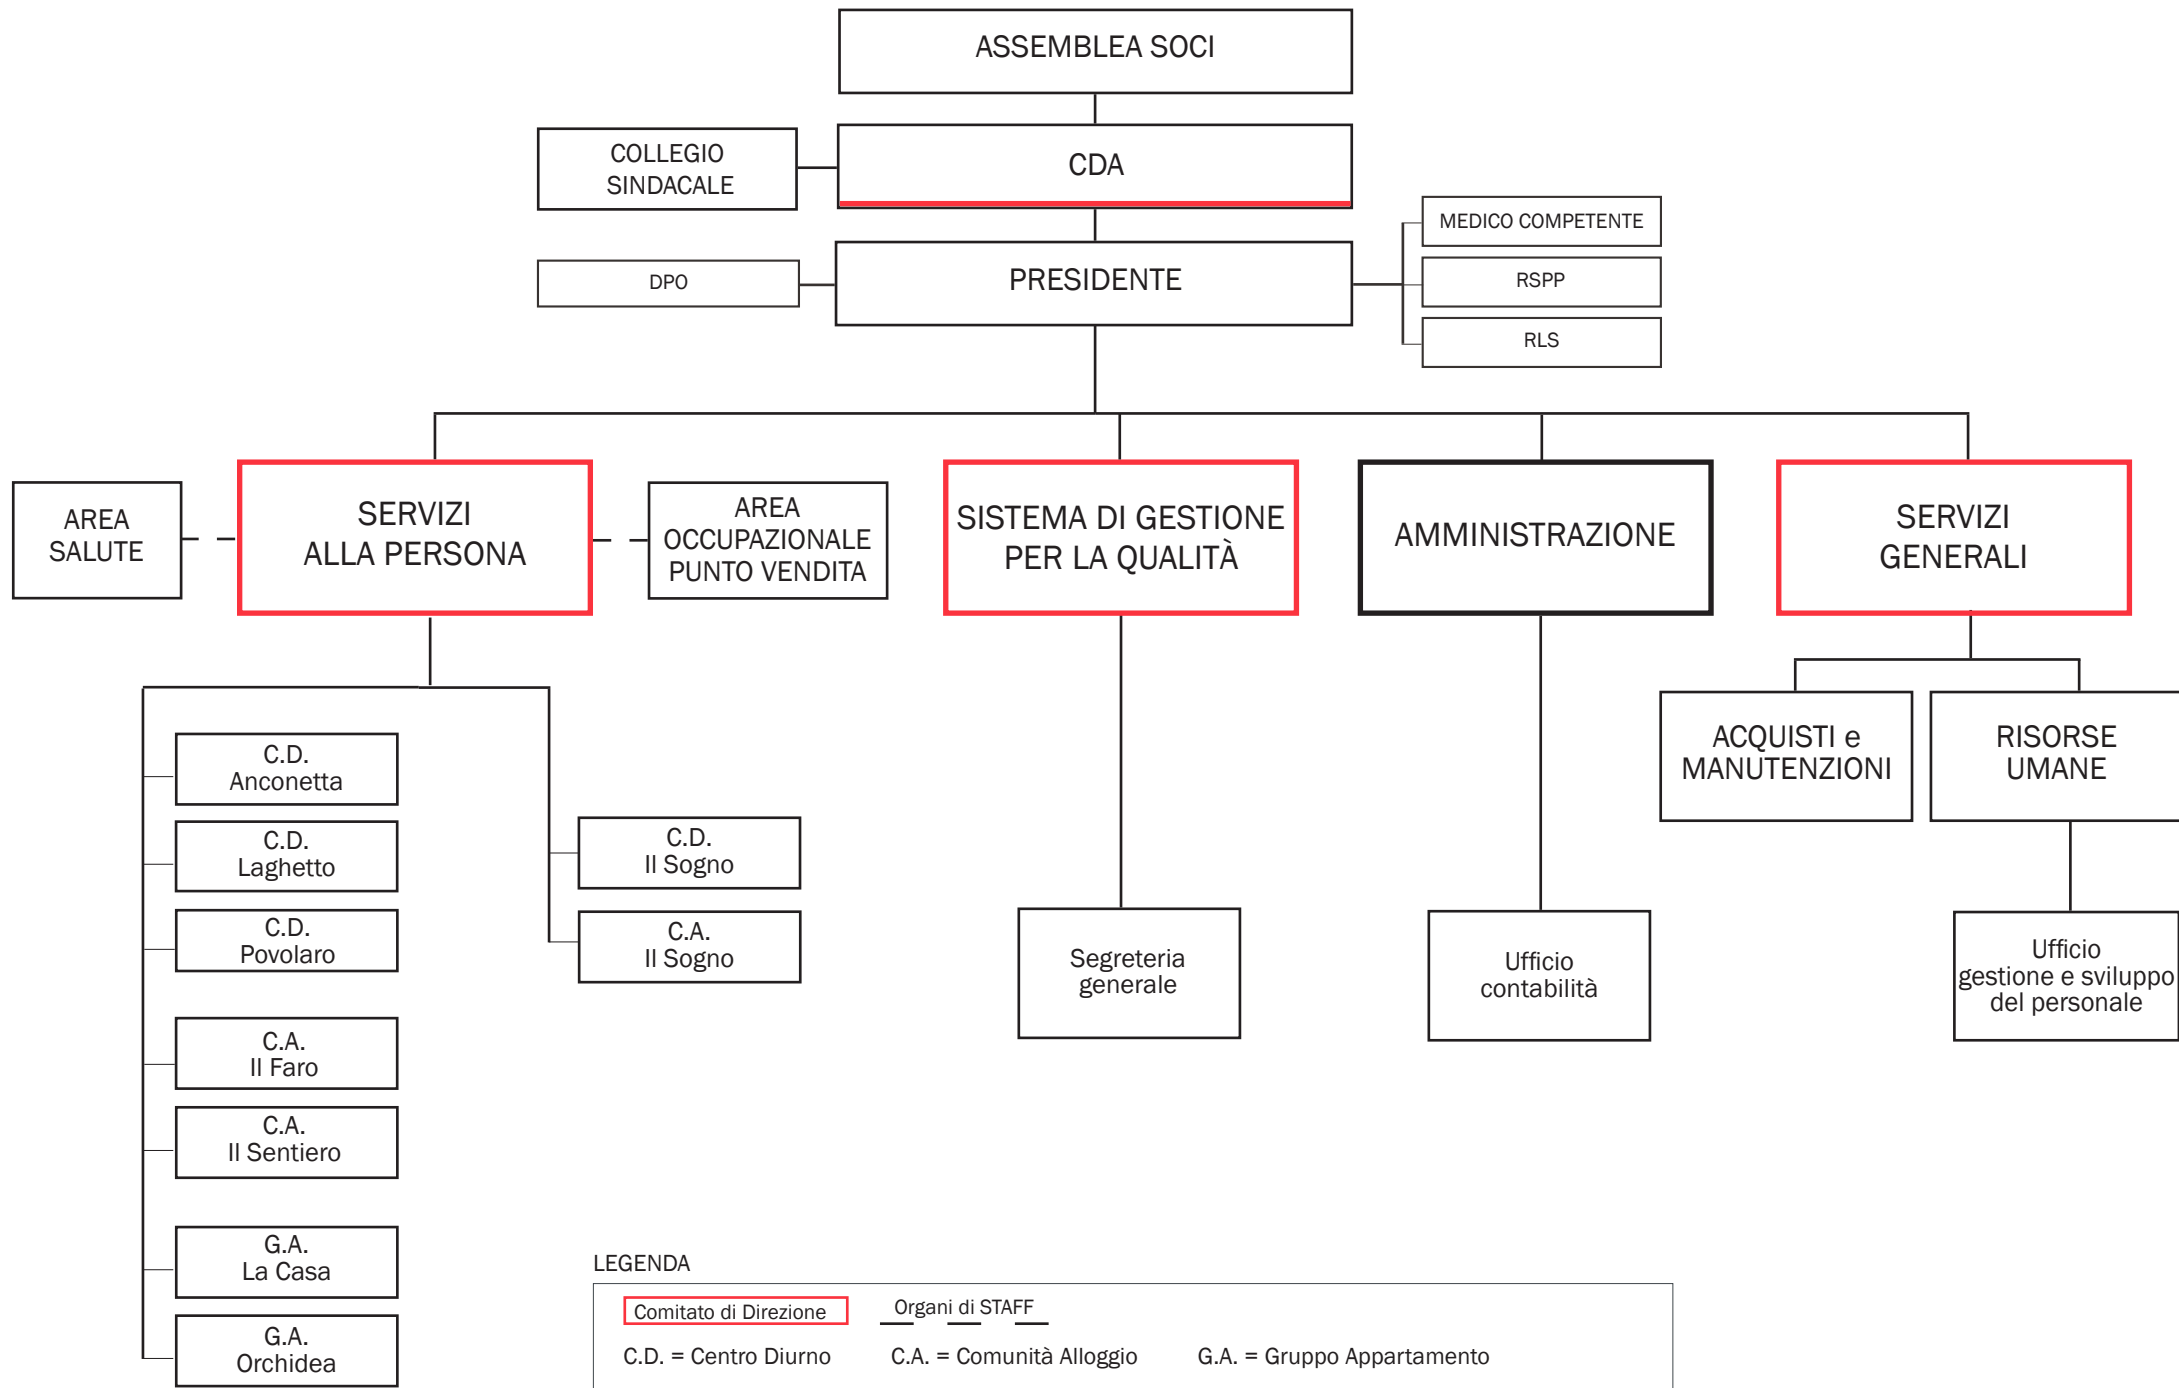 ASSEMBLEA SOCI
COLLEGIO
SINDACALE
CDA
MEDICO COMPETENTE
DPO
PRESIDENTE
RSPP
RLS
AREA
SALUTE
SERVIZI
ALLA PERSONA
AREA
OCCUPAZIONALE
PUNTO VENDITA
SISTEMA DI GESTIONE
PER LA QUALITÀ
AMMINISTRAZIONE
SERVIZI
GENERALI
ACQUISTI e
MANUTENZIONI
RISORSE
UMANE
C.D.
Anconetta
C.D.
Laghetto
C.D.
Povolaro
C.A.
Il Faro
C.A.
Il Sentiero
G.A.
La Casa
G.A.
Orchidea
C.D.
Il Sogno
C.A.
Il Sogno
Segreteria
generale
Ufficio
contabilità
Ufficio
gestione e sviluppo
del personale
LEGENDA
Comitato di Direzione
Organi di STAFF
C.D. = Centro Diurno
C.A. = Comunità Alloggio
G.A. = Gruppo Appartamento